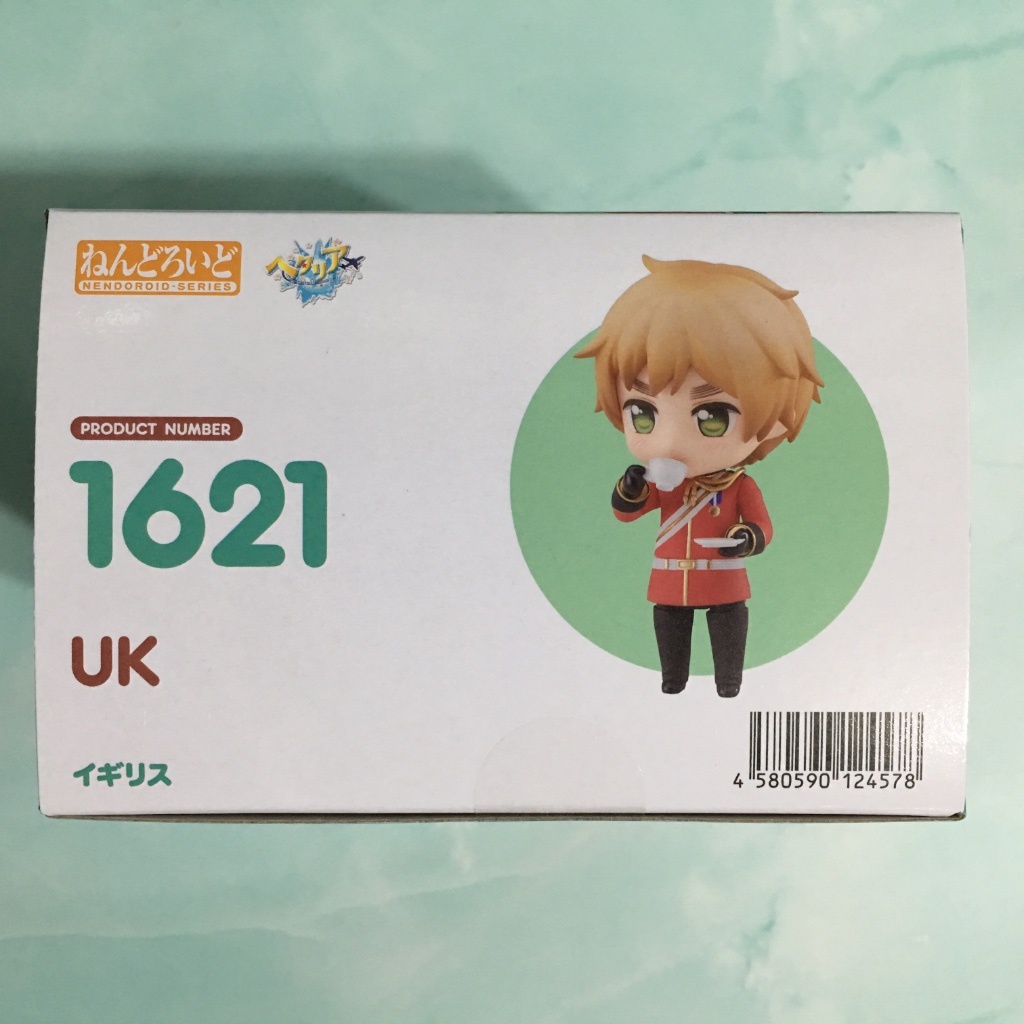 ねんどろいど
NENDOROID-SERIES
ヘタリア
PRODUCT NUMBER
1621
UK
イギリス
4 580590 124578